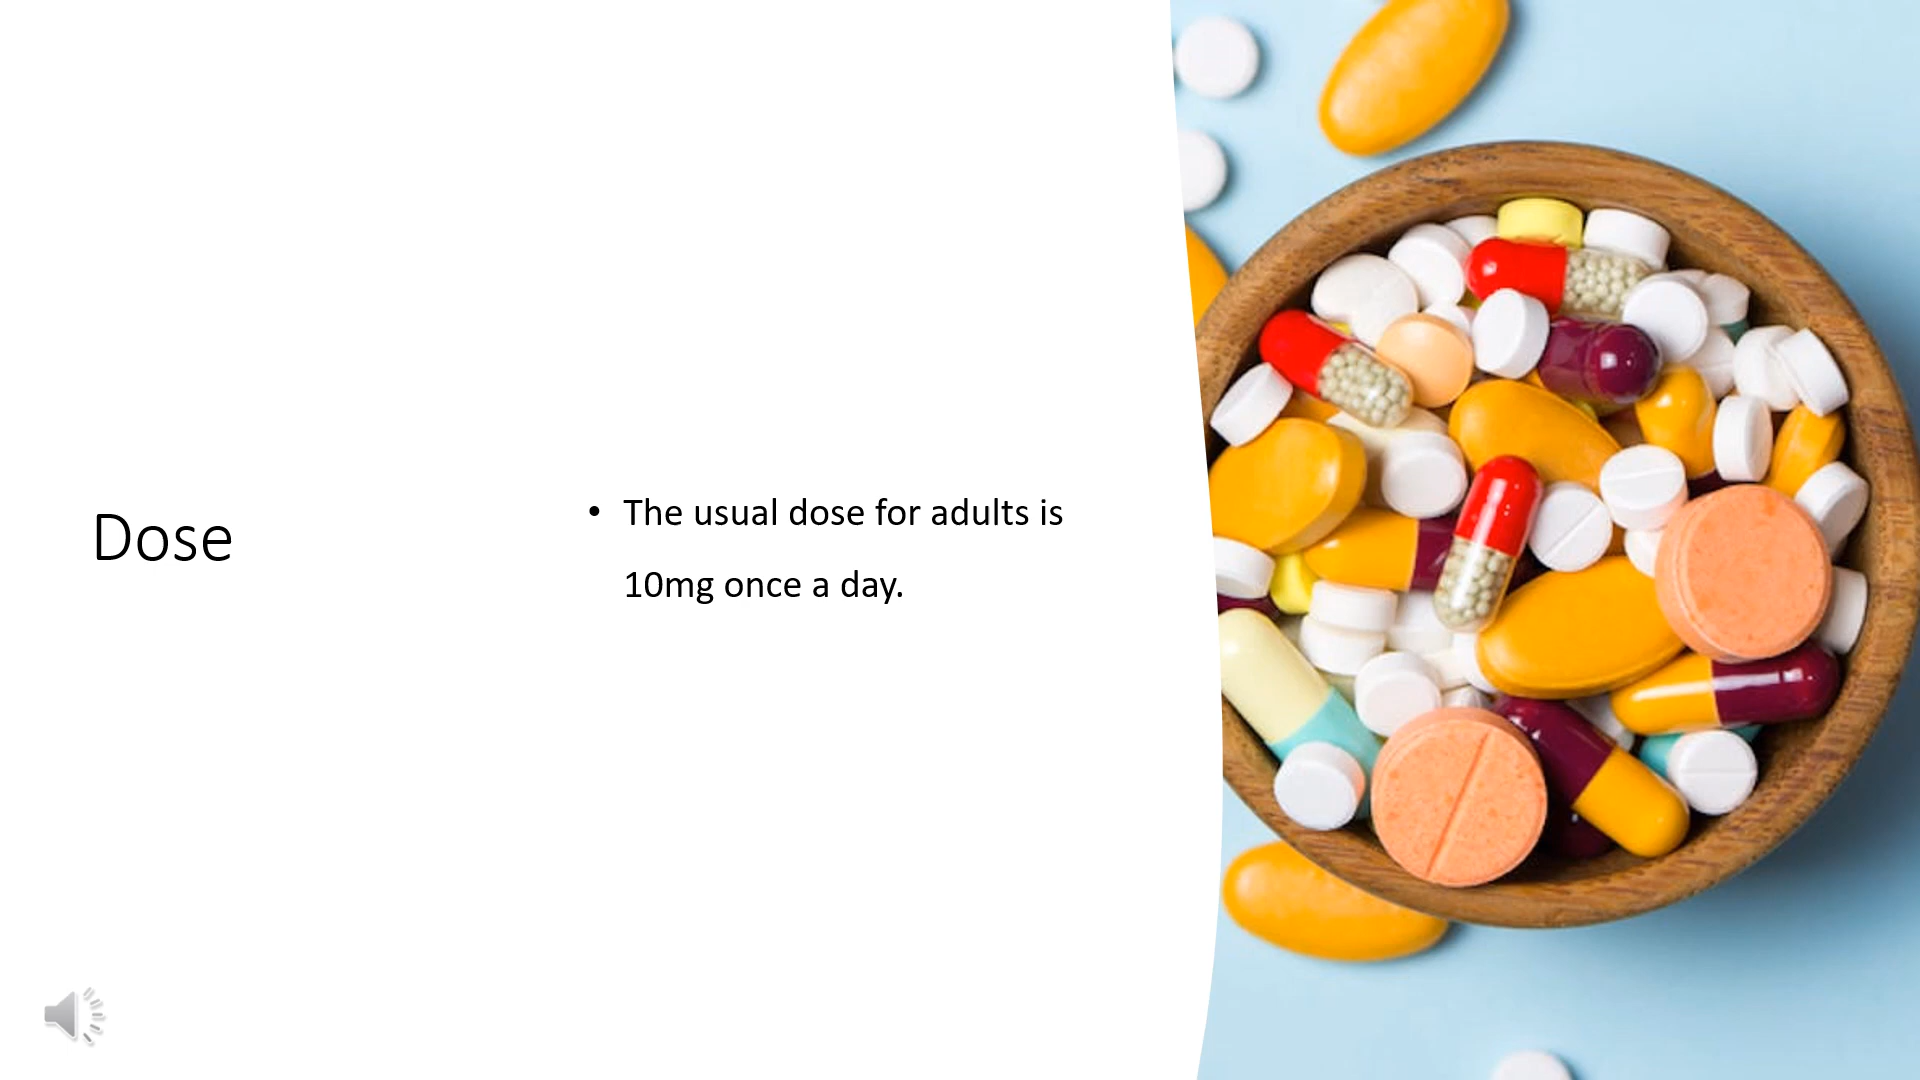 Dose
• The usual dose for adults is
10mg once a day.